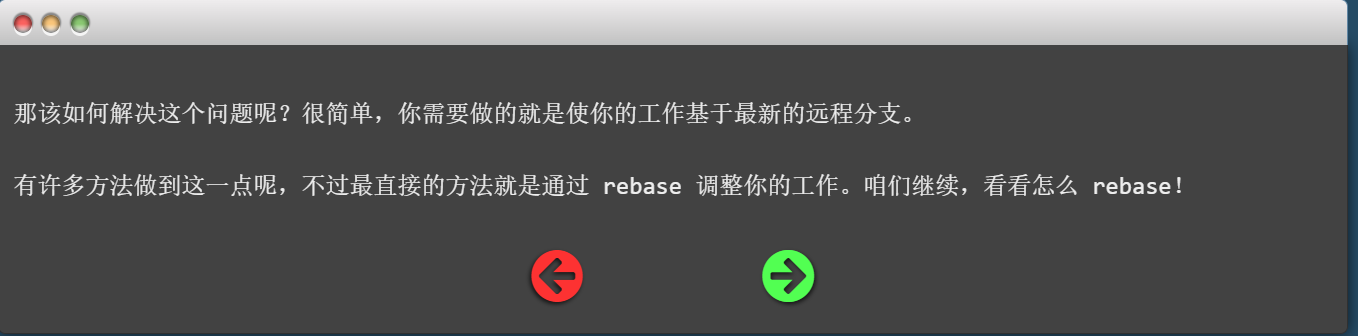 那该如何解决这个问题呢？很简单，你需要做的就是使你的工作基于最新的远程分支。
有许多方法做到这一点呢，不过最直接的方法就是通过 rebase 调整你的工作。咱们继续，看看怎么 rebase！